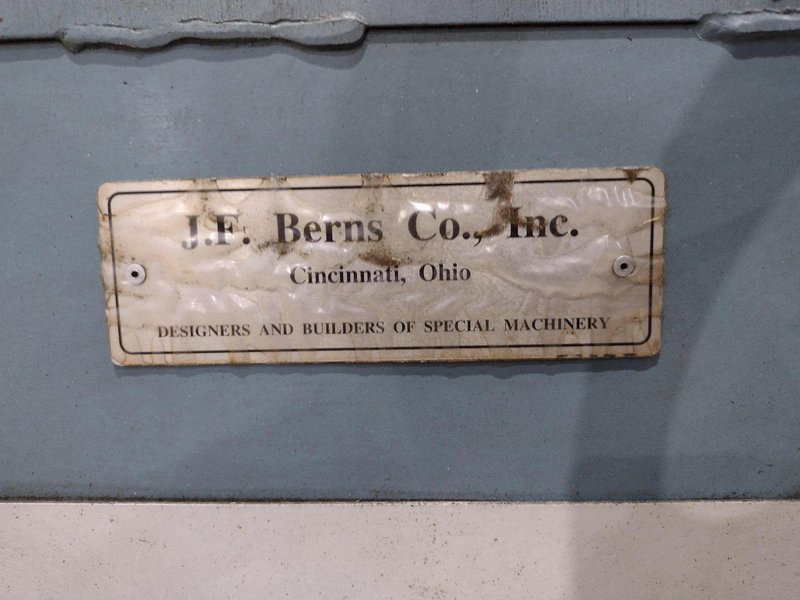 J.F. Berns Co., Inc.
Cincinnati, Ohio
DESIGNERS AND BUILDERS OF SPECIAL MACHINERY